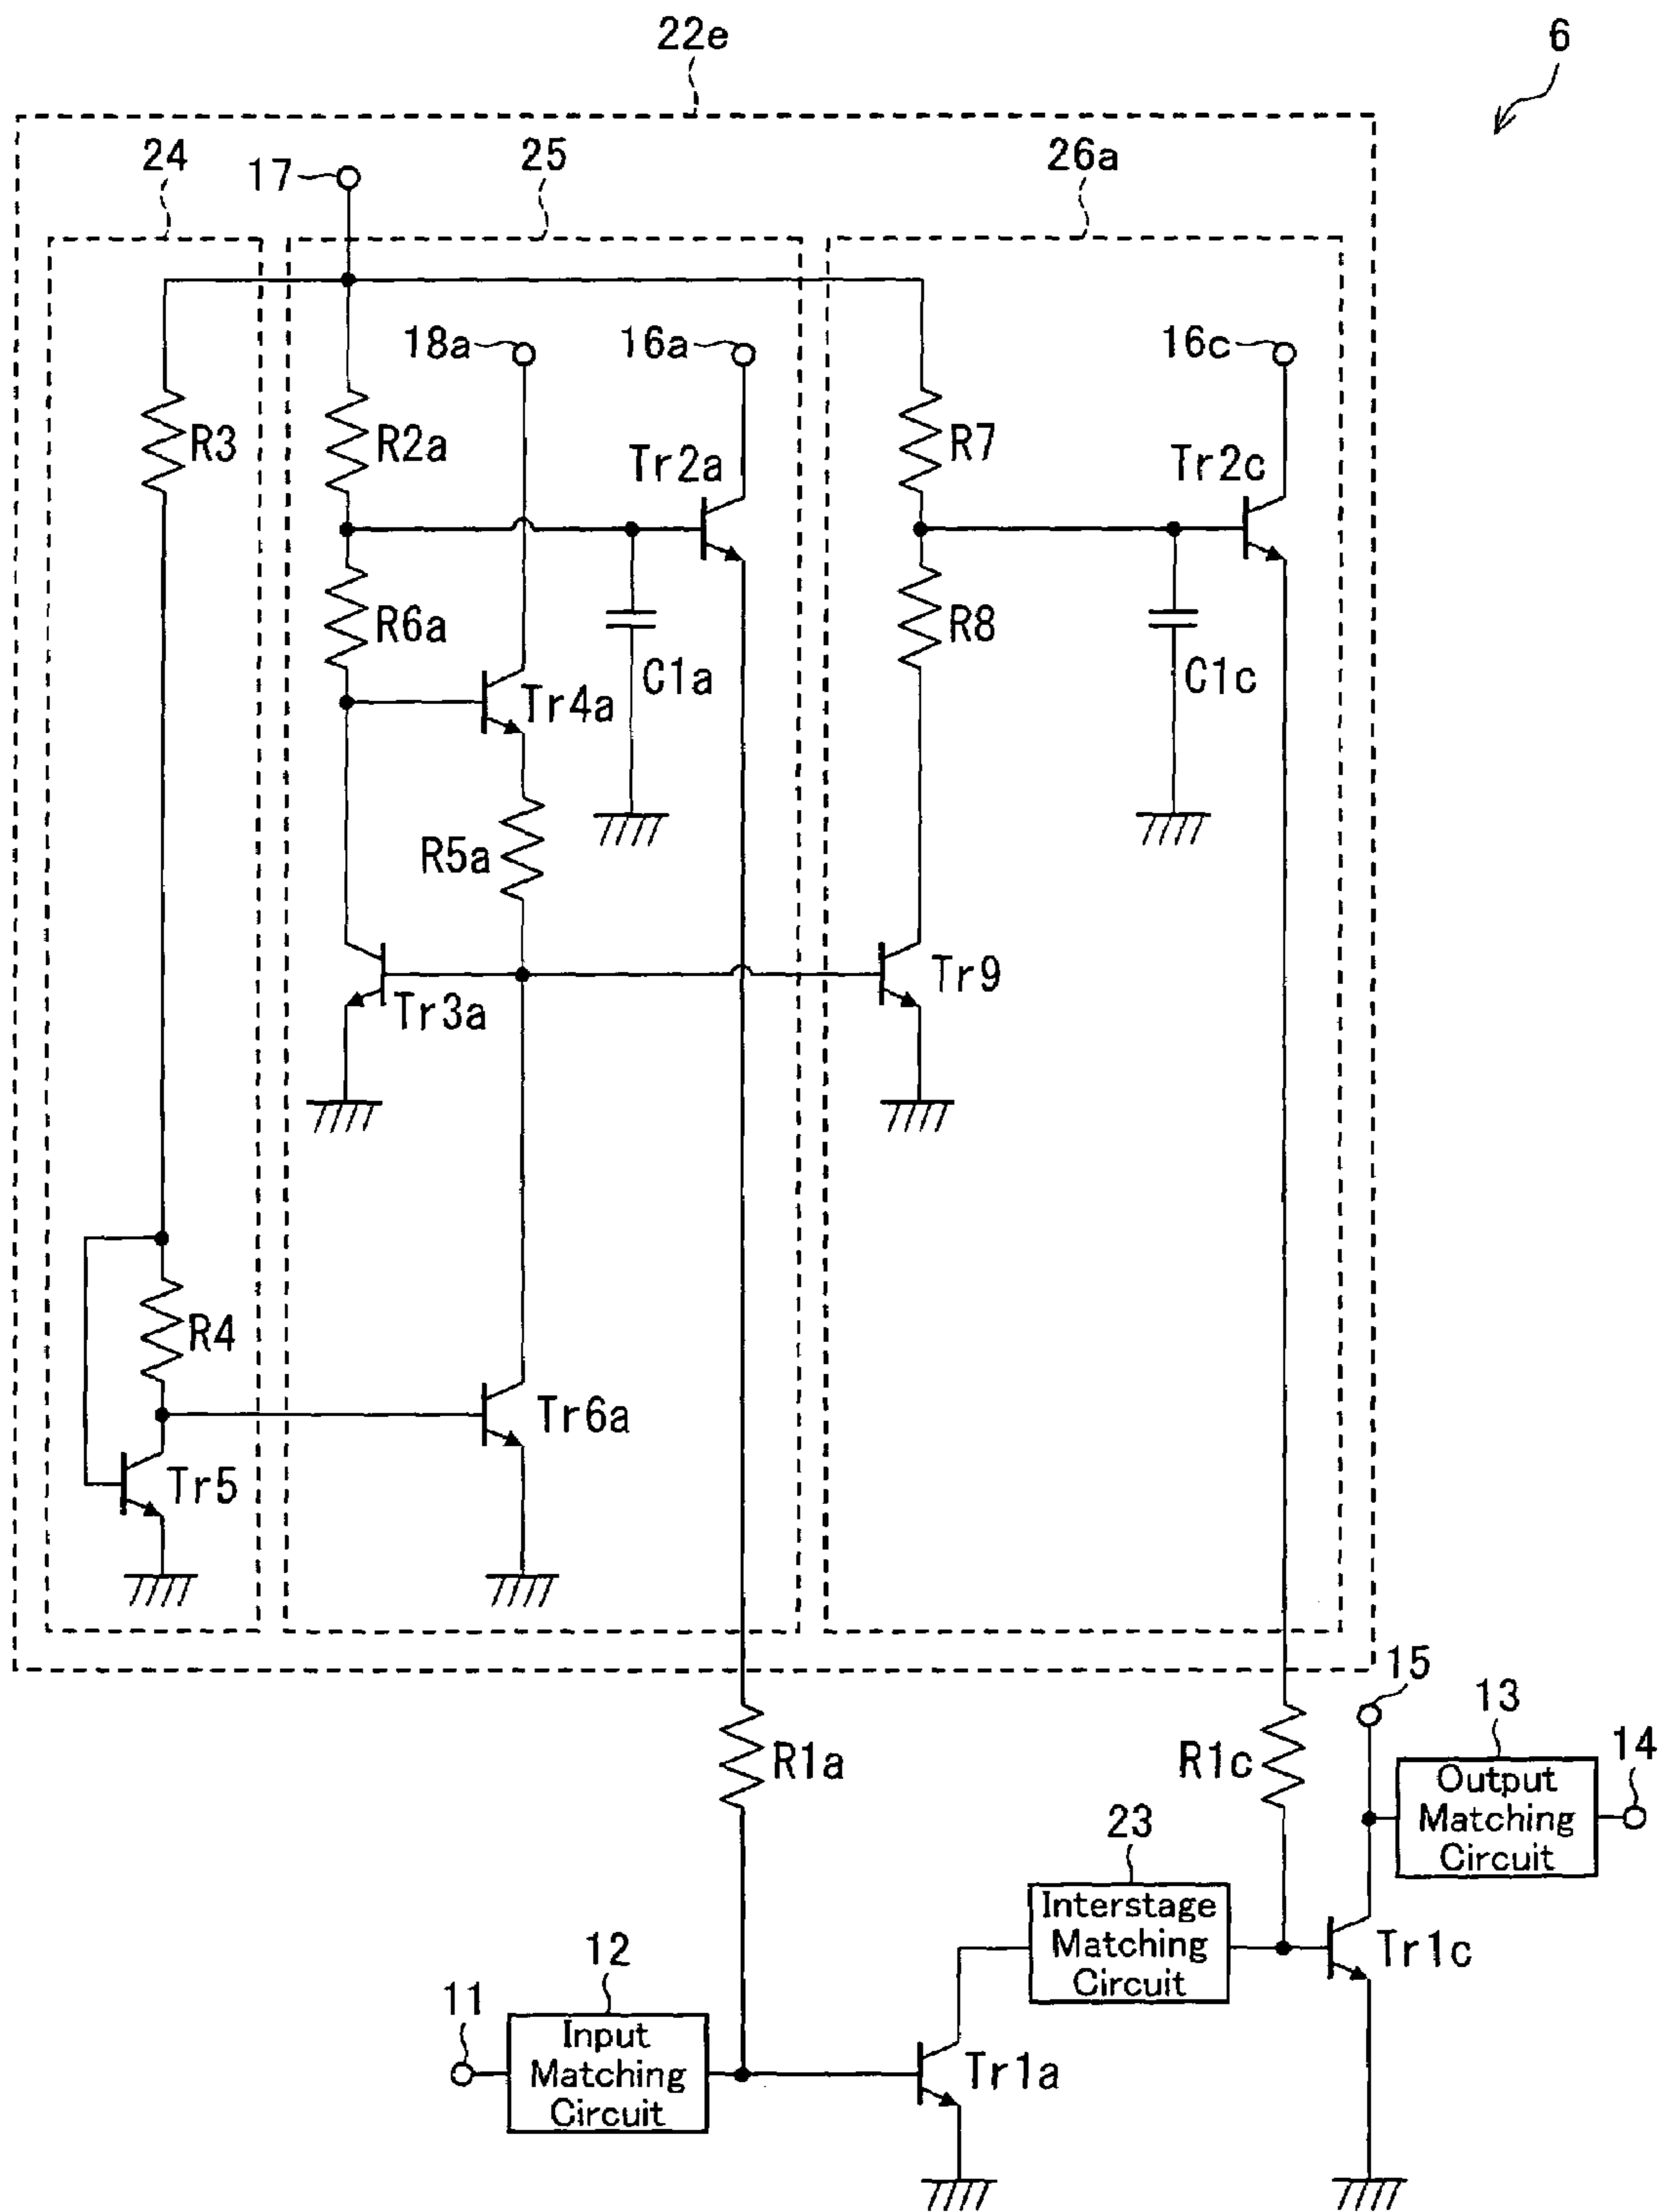 22e
6
24
17
25
26a
18a
16a
16c
R3
R2a
Tr2a
R7
Tr2c
R6a
C1a
R8
C1c
Tr4a
R5a
Tr3a
Tr9
R4
Tr6a
Tr5
15
13
14
R1a
R1c
Output
Matching
Circuit
23
Interstage
Matching
Circuit
Tr1c
12
11
Input
Matching
Circuit
Tr1a